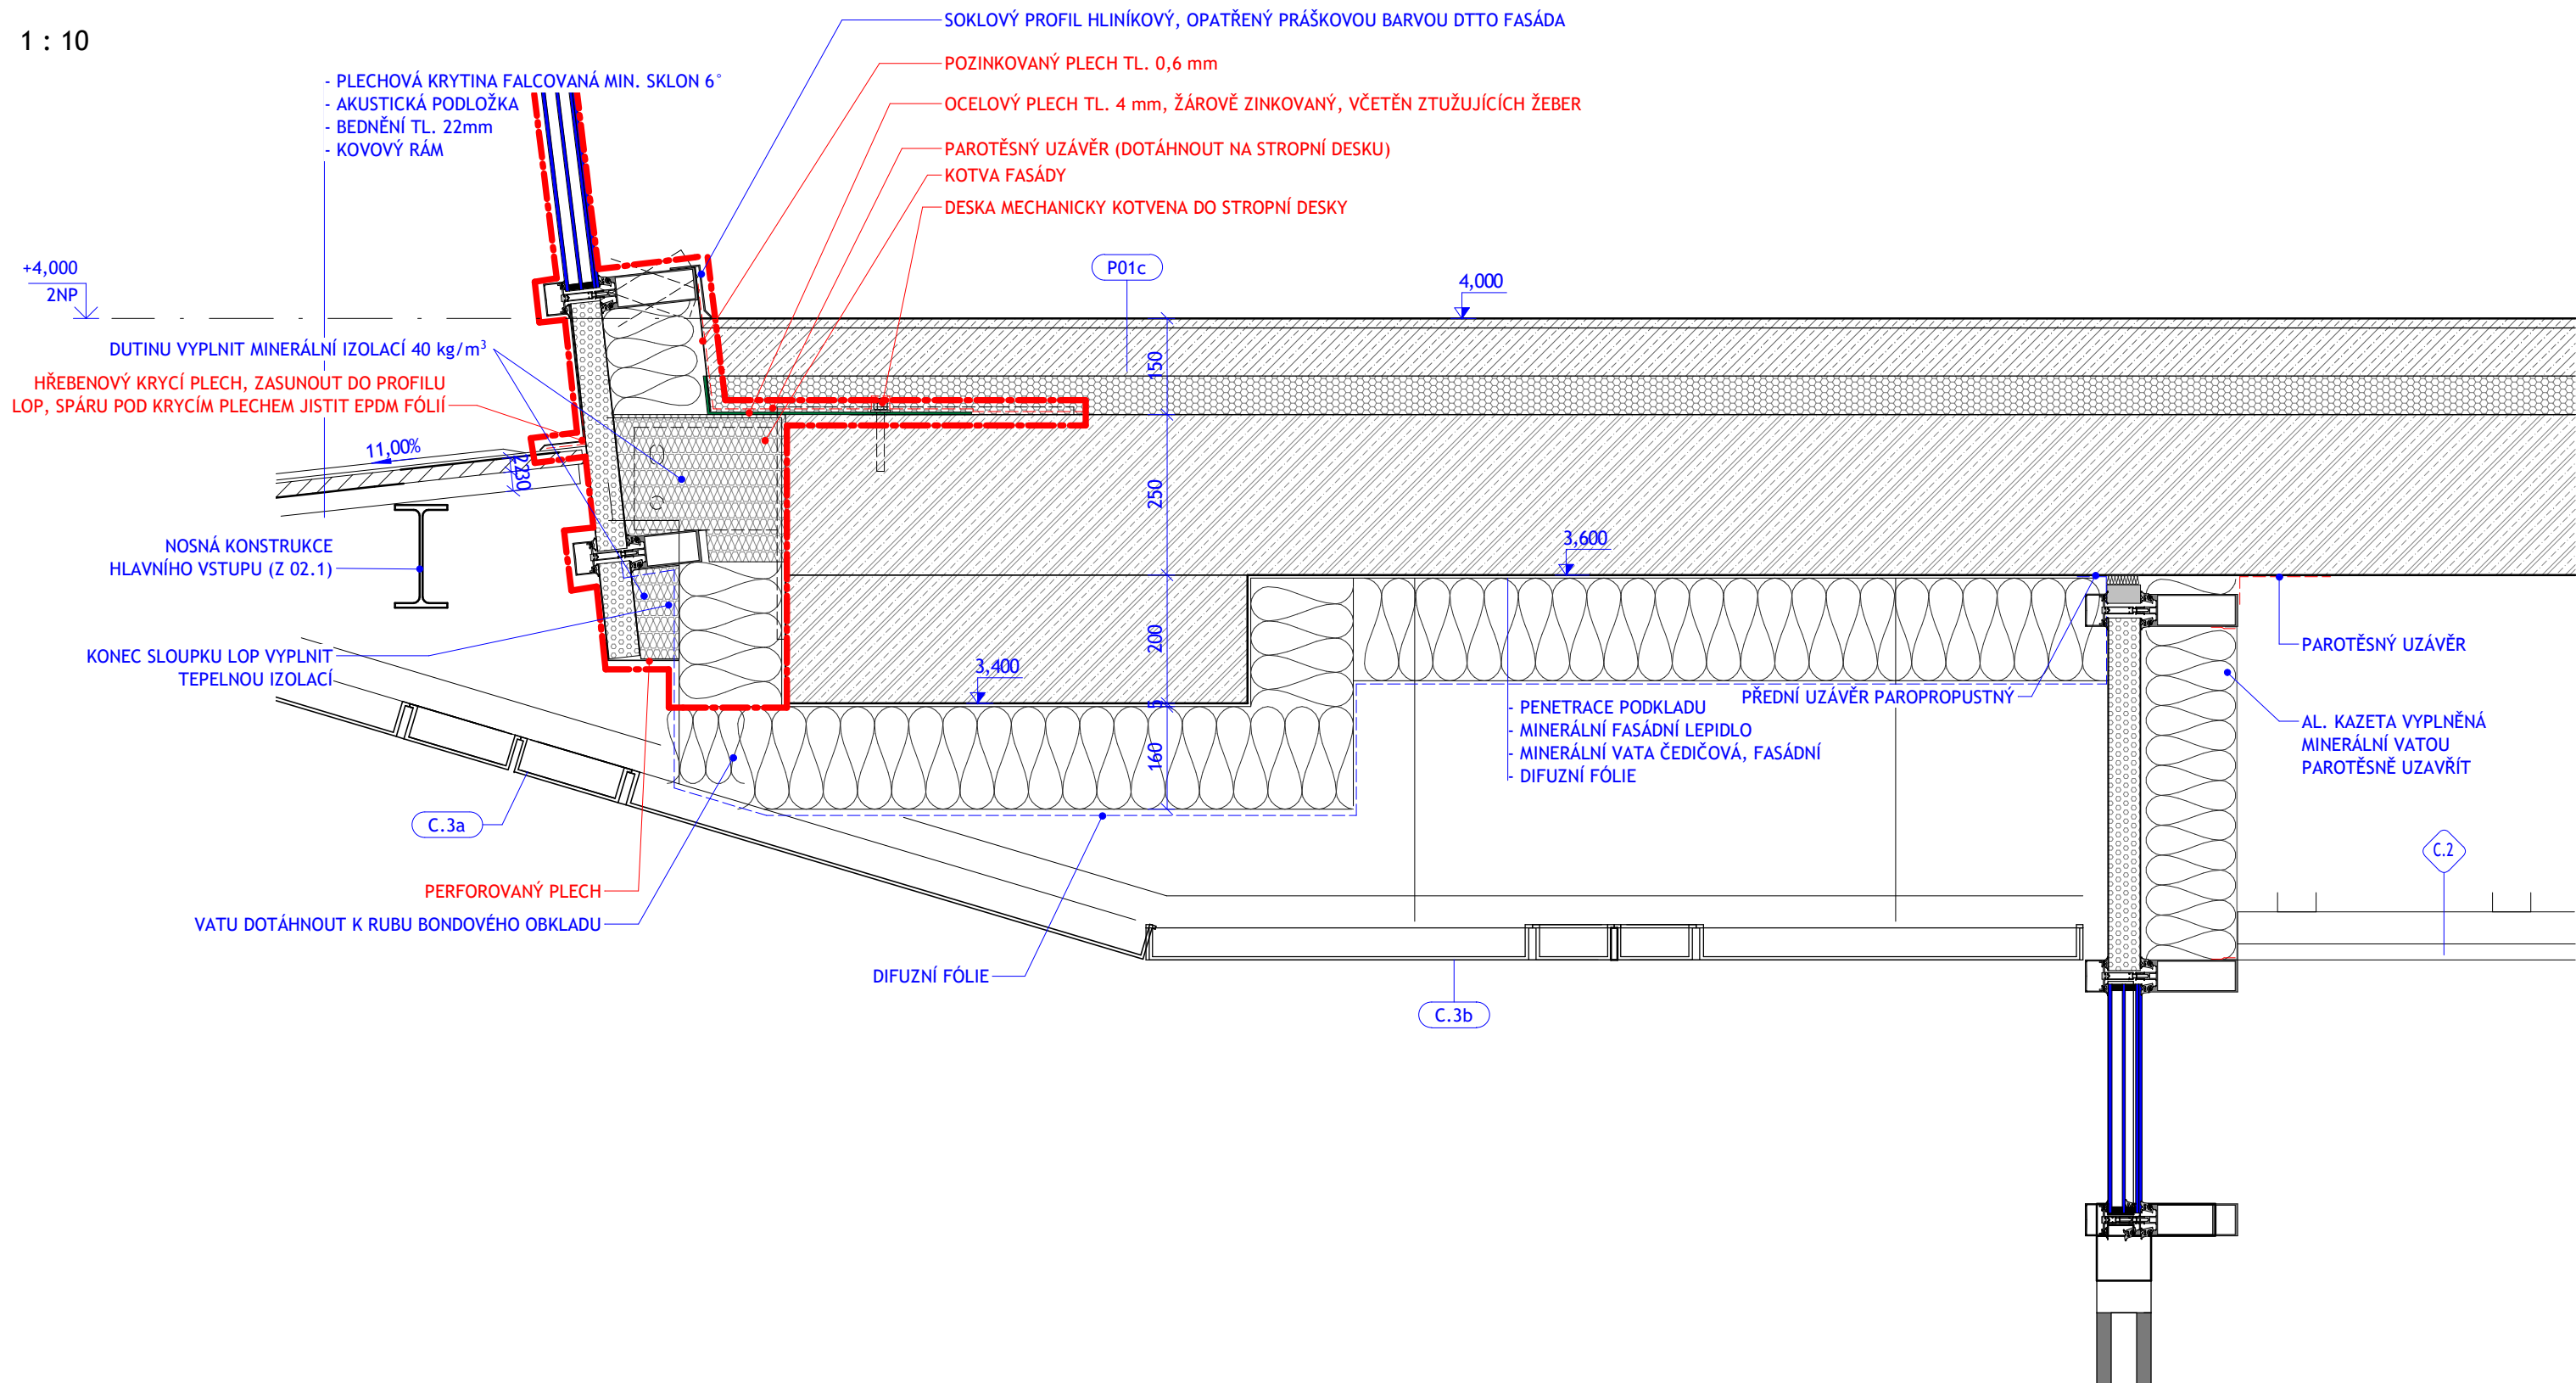 1 : 10
SOKLOVÝ PROFIL HLINÍKOVÝ, OPATŘENÝ PRÁŠKOVOU BARVOU DTTO FASÁDA
POZINKOVANÝ PLECH TL. 0,6 mm
OCELOVÝ PLECH TL. 4 mm, ŽÁROVĚ ZINKOVANÝ, VČETĚN ZTUŽUJÍCÍCH ŽEBER
PAROTĚSNÝ UZÁVĚR (DOTÁHNOUT NA STROPNÍ DESKU)
KOTVA FASÁDY
DESKA MECHANICKY KOTVENA DO STROPNÍ DESKY
- PLECHOVÁ KRYTINA FALCOVANÁ MIN. SKLON 6°
- AKUSTICKÁ PODLOŽKA
- BEDNĚNÍ TL. 22mm
- KOVOVÝ RÁM
+4,000
2NP
P01c
4,000
DUTINU VYPLNIT MINERÁLNÍ IZOLACÍ 40 kg/m³
HŘEBENOVÝ KRYCÍ PLECH, ZASUNOUT DO PROFILU
LOP, SPÁRU POD KRYCÍM PLECHEM JISTIT EPDM FÓLIÍ
150
11,00%
2230
250
NOSNÁ KONSTRUKCE
HLAVNÍHO VSTUPU (Z 02.1)
3,600
200
KONEC SLOUPKU LOP VYPLNIT
TEPELNOU IZOLACÍ
3,400
5
160
PAROTĚSNÝ UZÁVĚR
PŘEDNÍ UZÁVĚR PAROPROPUSTNÝ
- PENETRACE PODKLADU
- MINERÁLNÍ FASÁDNÍ LEPIDLO
- MINERÁLNÍ VATA ČEDIČOVÁ, FASÁDNÍ
- DIFUZNÍ FÓLIE
AL. KAZETA VYPLNĚNÁ
MINERÁLNÍ VATOU
PAROTĚSNĚ UZAVŘÍT
C.3a
C.2
PERFOROVANÝ PLECH
VATU DOTÁHNOUT K RUBU BONDOVÉHO OBKLADU
DIFUZNÍ FÓLIE
C.3b